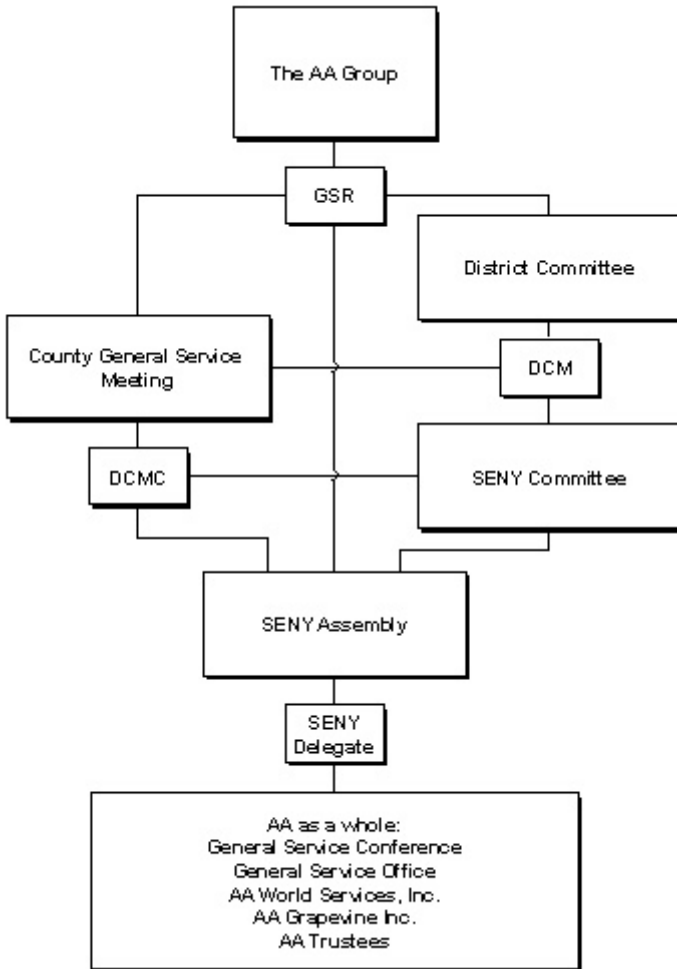 The AA Group
GSR
District Committee
County General Service
Meeting
DCM
DCMC
SENY Committee
SENY Assembly
SENY
Delegate
AA as a whole:
General Service Conference
General Service Office
AA World Services, Inc.
AA Grapevine Inc.
AA Trustees